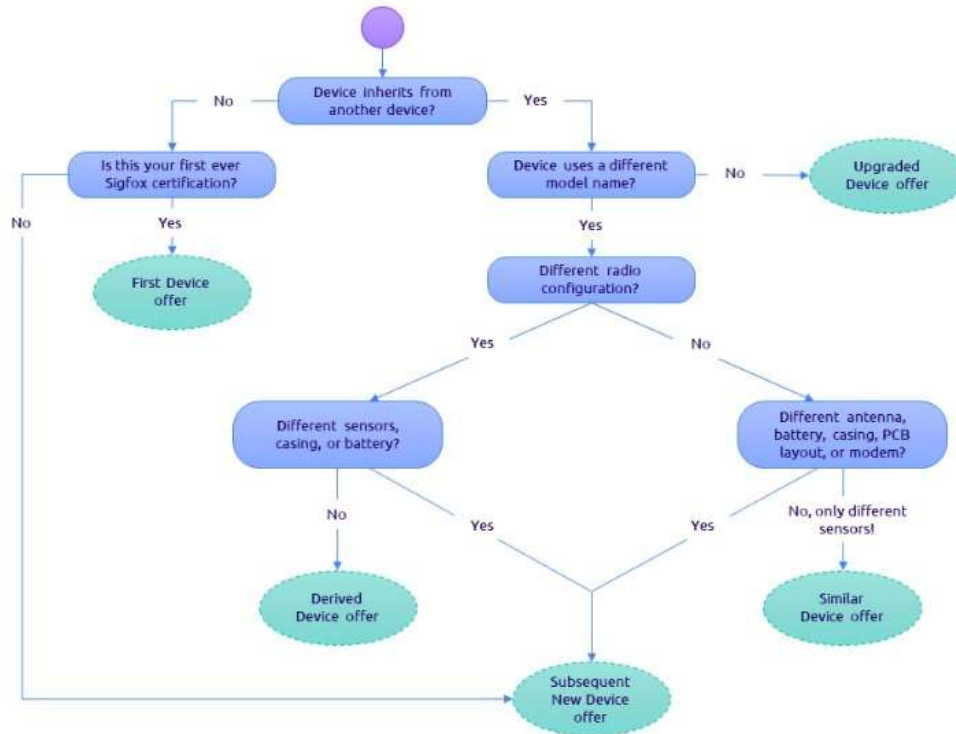 Device inherits from
another device?
No
Yes
Is this your first ever
Sigfox certification?
Device uses a different
model name?
No
Upgraded
Device offer
No
Yes
Yes
First Device
offer
Different radio
configuration?
Yes
No
Different sensors,
casing, or battery?
Different antenna,
battery, casing, PCB
layout, or modem?
No
Yes
Yes
No, only different
sensors!
Derived
Device offer
Similar
Device offer
Subsequent
New Device
offer